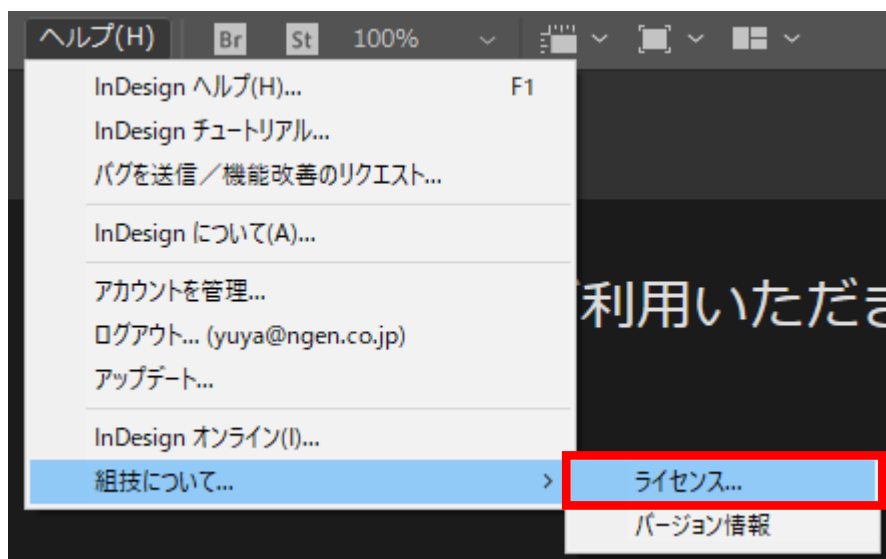 ヘルプ(H) Br St 100%
InDesign ヘルプ(H)... F1
InDesign チュートリアル...
バグを送信／機能改善のリクエスト...
InDesign について(A)...
アカウントを管理...
ログアウト... (yuya@ngen.co.jp)
アップデート...
利用いただき
InDesign オンライン(I)...
組技について... >
ライセンス...
バージョン情報